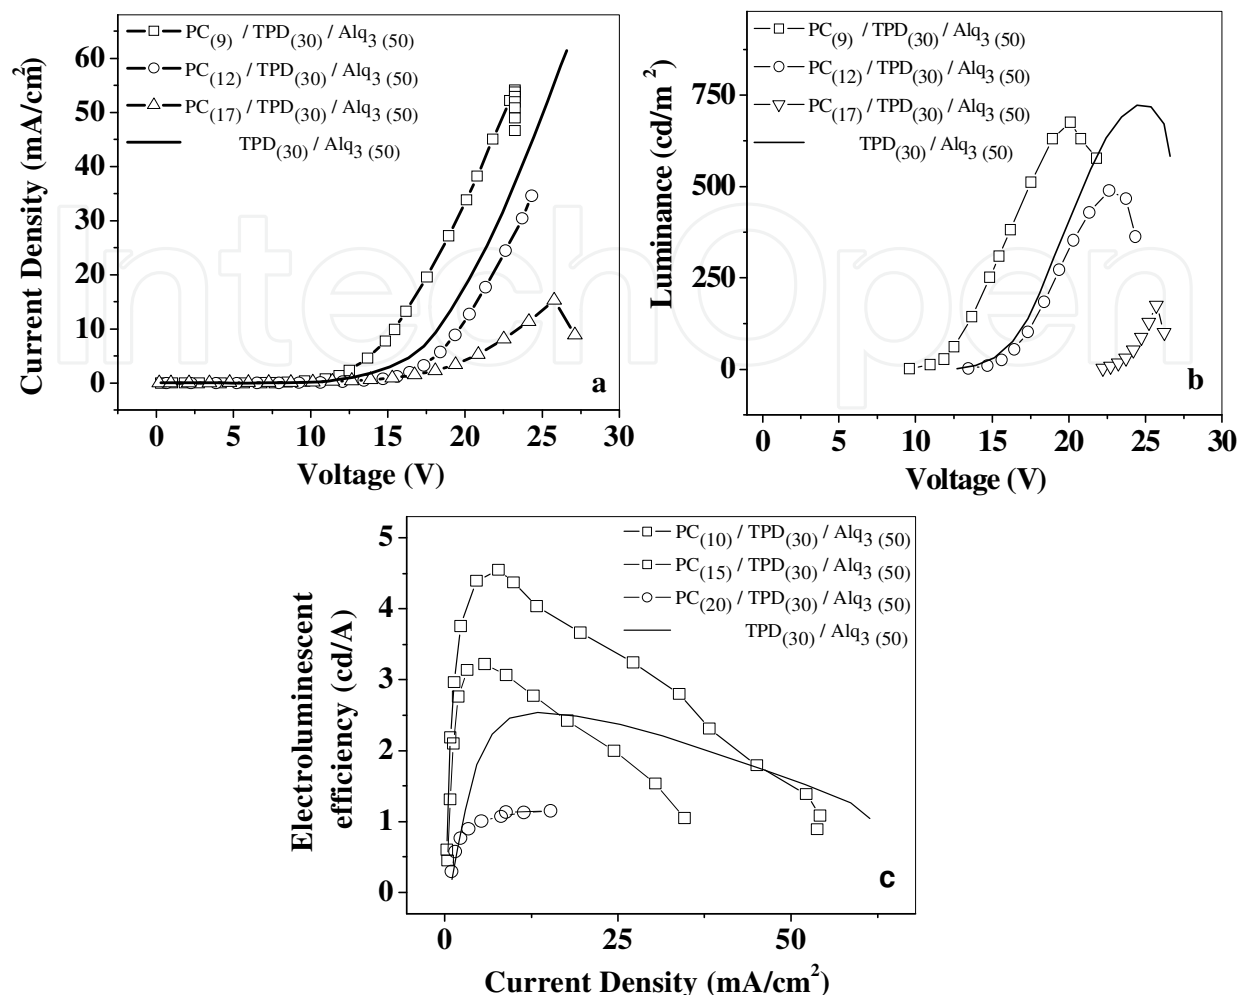 PC(9) / TPD(30) / Alq3 (50)
PC(12) / TPD(30) / Alq3 (50)
PC(17) / TPD(30) / Alq3 (50)
TPD(30) / Alq3 (50)
Current Density (mA/cm2)
60
50
40
30
20
10
0
0 5 10 15 20 25 30
Voltage (V)
a
PC(9) / TPD(30) / Alq3 (50)
PC(12) / TPD(30) / Alq3 (50)
PC(17) / TPD(30) / Alq3 (50)
TPD(30) / Alq3 (50)
Luminance (cd/m2)
750
500
250
0
0 5 10 15 20 25 30
Voltage (V)
b
IntechOpen
PC(10) / TPD(30) / Alq3 (50)
PC(15) / TPD(30) / Alq3 (50)
PC(20) / TPD(30) / Alq3 (50)
TPD(30) / Alq3 (50)
Electroluminescent
efficiency (cd/A)
5
4
3
2
1
0
0 25 50
Current Density (mA/cm2)
c